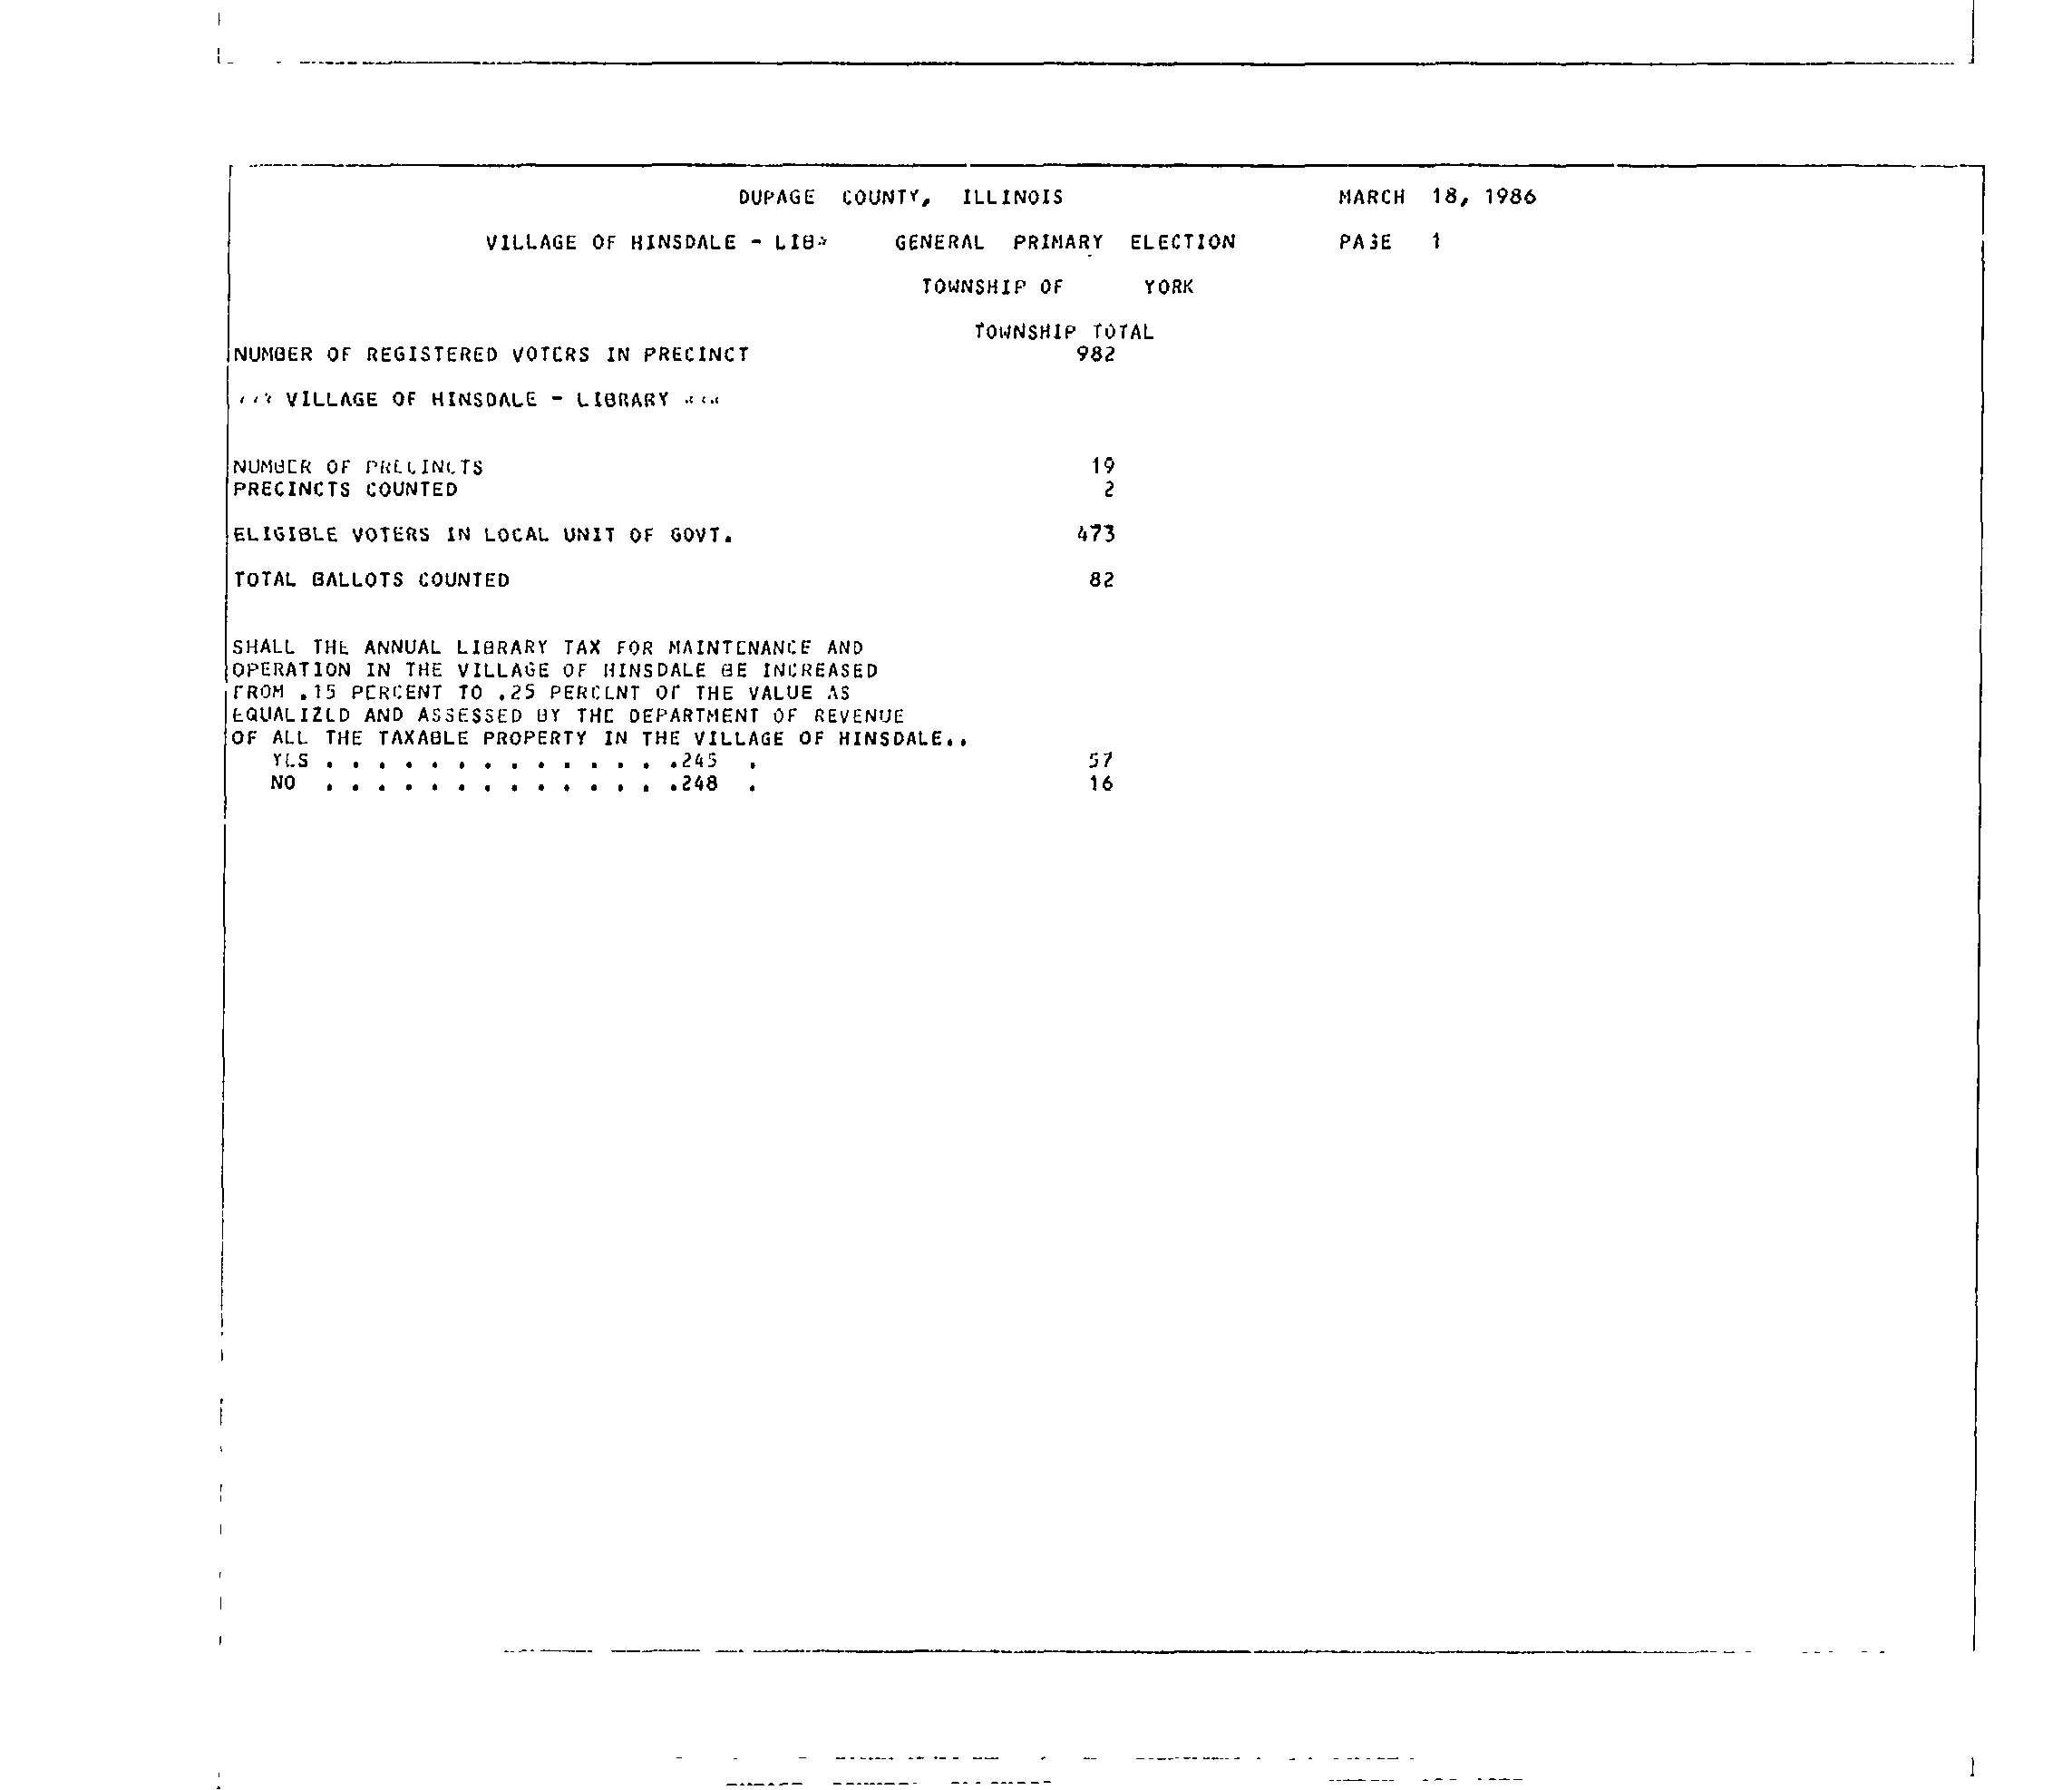 DUPAGE COUNTY, ILLINOIS MARCH 18, 1986
VILLAGE OF HINSDALE - LIB* GENERAL PRIMARY ELECTION PAGE 1
TOWNSHIP OF YORK
TOWNSHIP TOTAL
NUMBER OF REGISTERED VOTERS IN PRECINCT 982
*** VILLAGE OF HINSDALE - LIBRARY ***
NUMBER OF PRECINCTS 19
PRECINCTS COUNTED 2
ELIGIBLE VOTERS IN LOCAL UNIT OF GOVT. 473
TOTAL BALLOTS COUNTED 82
SHALL THE ANNUAL LIBRARY TAX FOR MAINTENANCE AND
OPERATION IN THE VILLAGE OF HINSDALE BE INCREASED
FROM .15 PERCENT TO .25 PERCENT OF THE VALUE AS
EQUALIZED AND ASSESSED BY THE DEPARTMENT OF REVENUE
OF ALL THE TAXABLE PROPERTY IN THE VILLAGE OF HINSDALE..
YES . . . . . . . . . . . . . .245 . 57
NO . . . . . . . . . . . . . .248 . 16